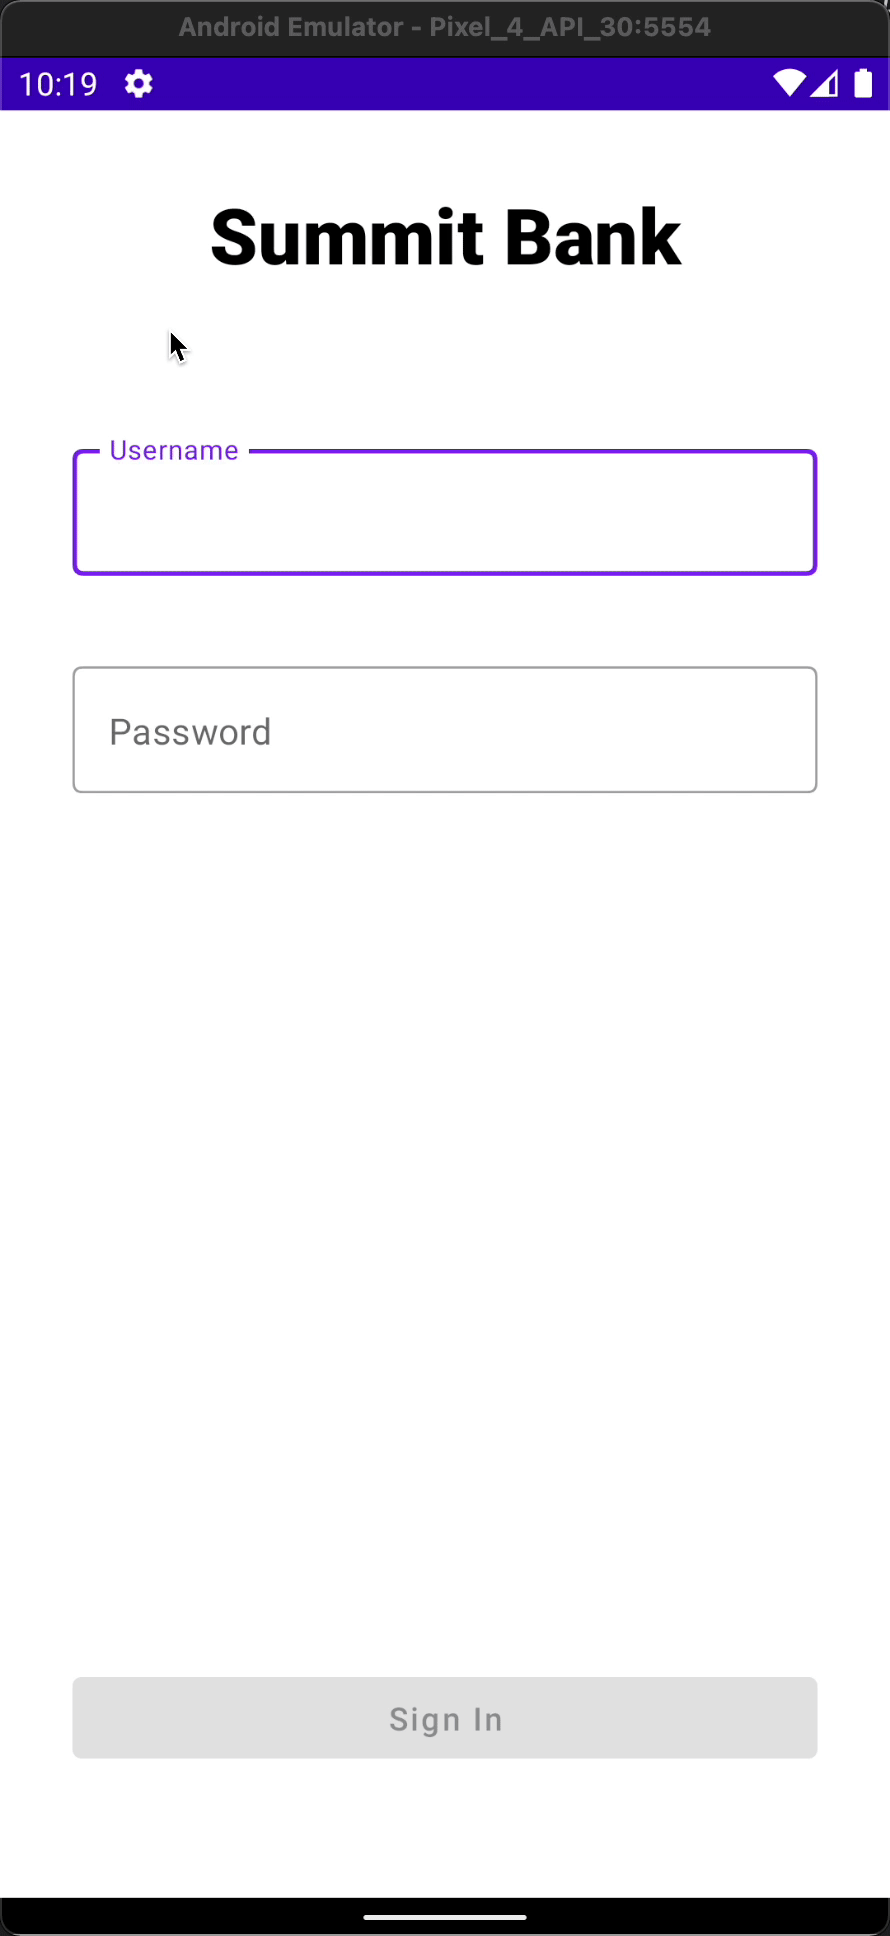 Android Emulator - Pixel_4_API_30:5554
10:19
Summit Bank
Username
Password
Sign In